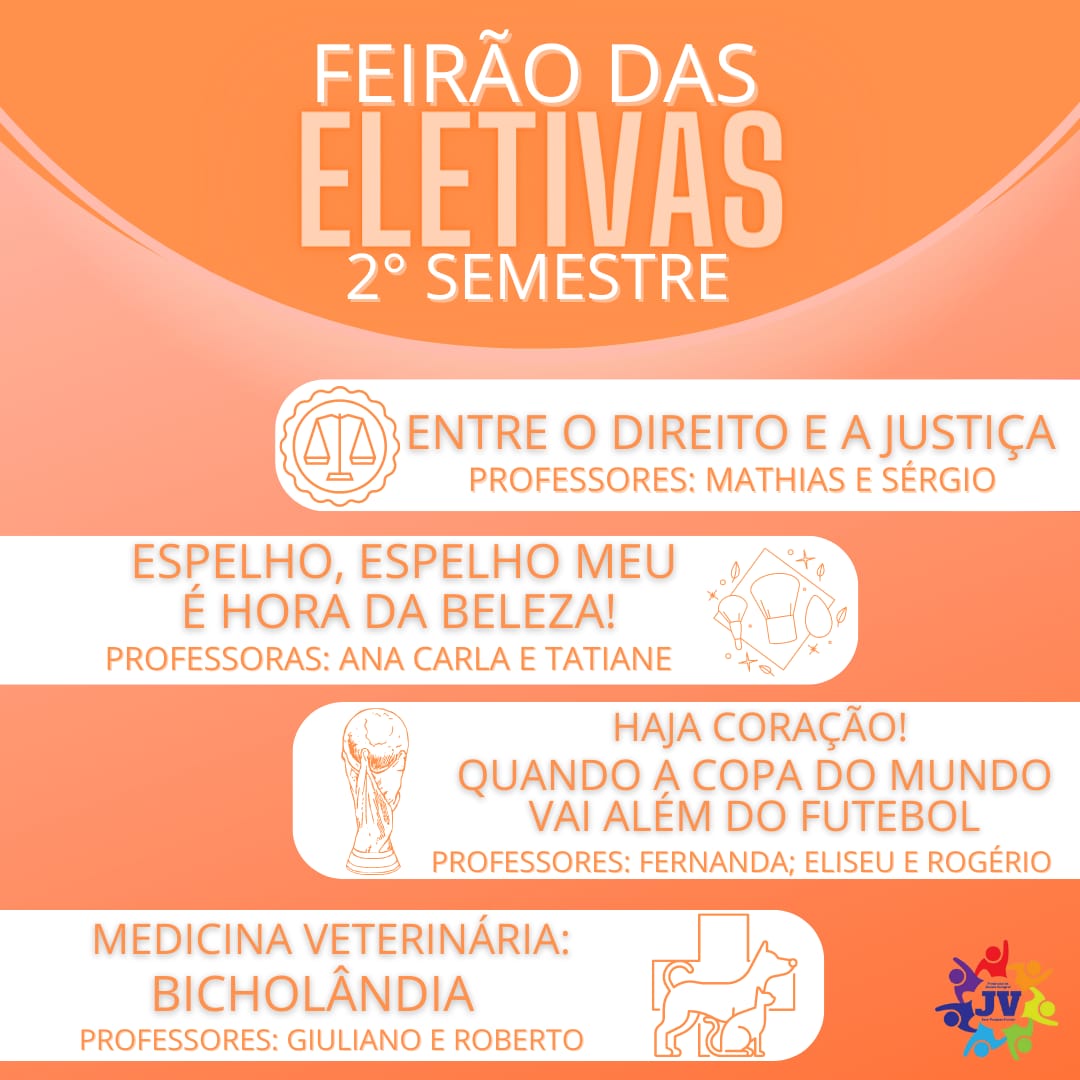 FEIRÃO DAS
ELETIVAS
2° SEMESTRE
ENTRE O DIREITO E A JUSTIÇA
PROFESSORES: MATHIAS E SÉRGIO
ESPELHO, ESPELHO MEU
É HORA DA BELEZA!
PROFESSORAS: ANA CARLA E TATIANE
HAJA CORAÇÃO!
QUANDO A COPA DO MUNDO
VAI ALÉM DO FUTEBOL
PROFESSORES: FERNANDA; ELISEU E ROGÉRIO
MEDICINA VETERINÁRIA:
BICHOLÂNDIA
PROFESSORES: GIULIANO E ROBERTO
JV